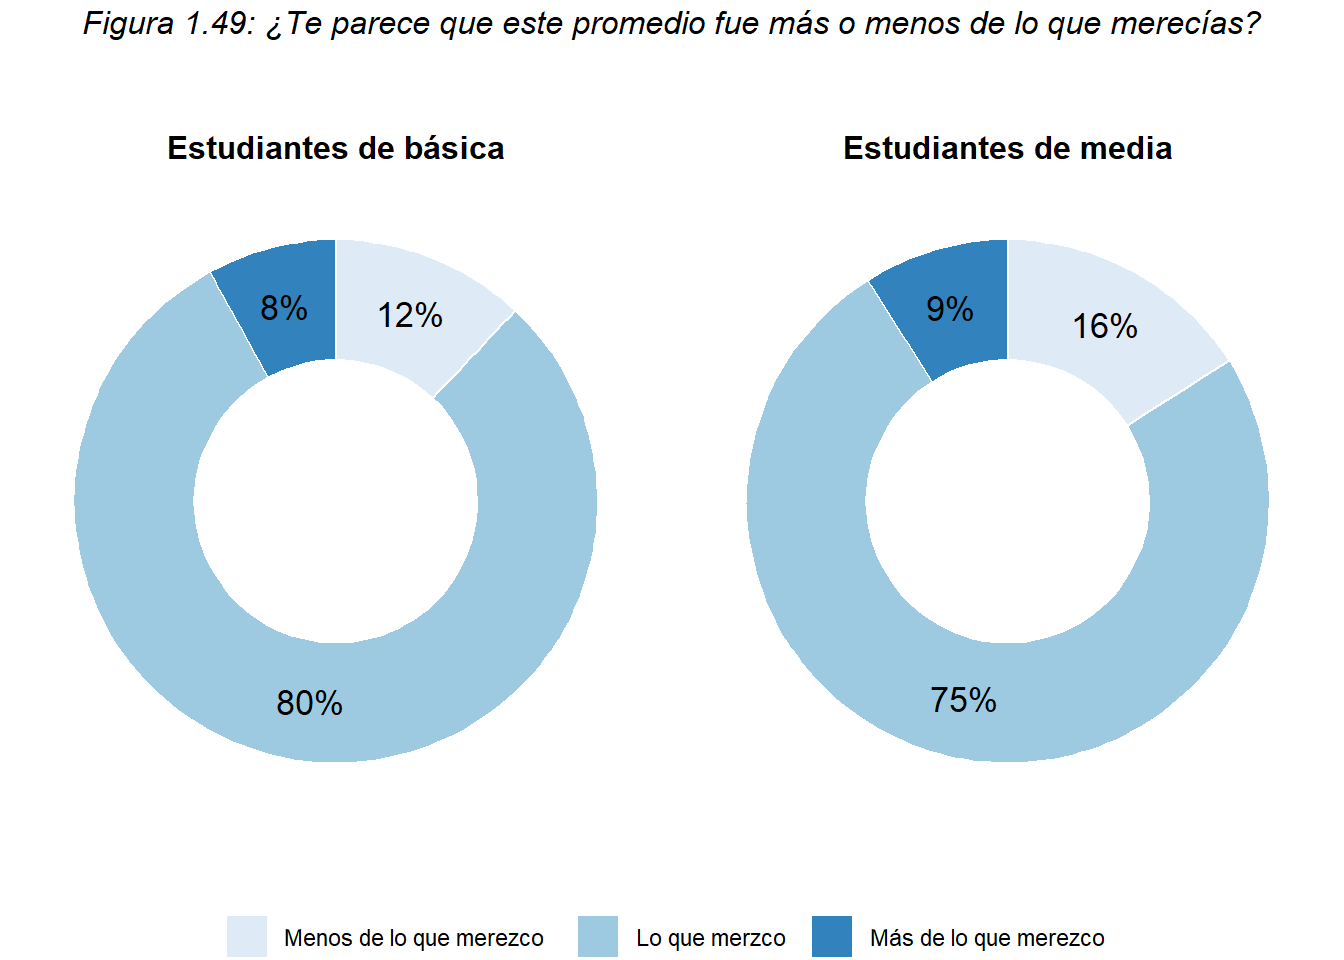 Figura 1.49: ¿Te parece que este promedio fue más o menos de lo que merecías?
Estudiantes de básica
Estudiantes de media
8%
12%
80%
9%
16%
75%
Menos de lo que merezco
Lo que merzco
Más de lo que merezco